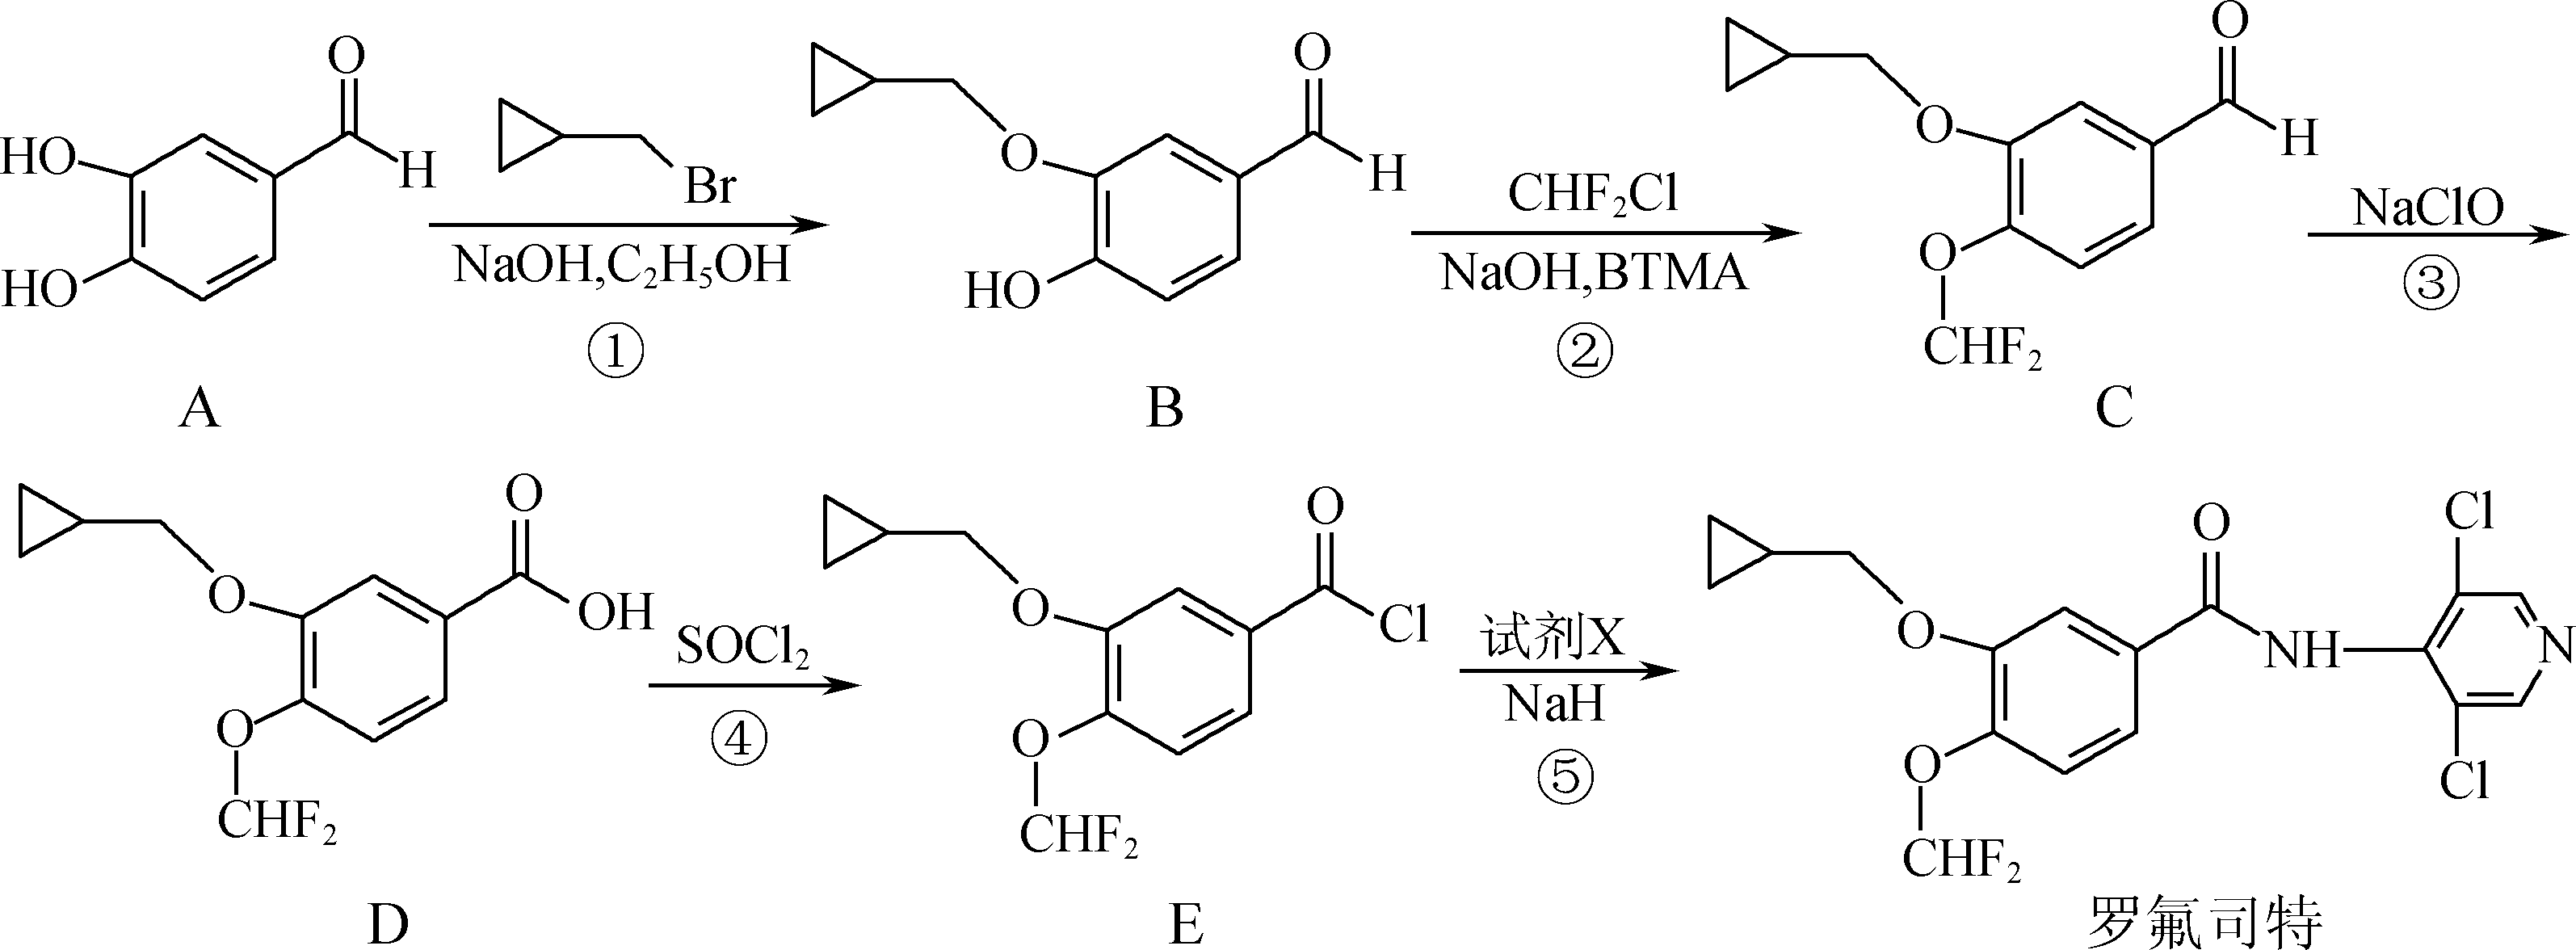 O
HO
H
HO
A
Br
NaOH,C₂H₅OH
①
O
O
H
HO
B
CHF₂Cl
NaOH,BTMA
②
O
O
H
O
CHF₂
C
NaClO
③
O
O
OH
O
CHF₂
D
SOCl₂
④
O
O
Cl
O
CHF₂
E
试剂X
NaH
⑤
O
Cl
O
NH
N
O
Cl
CHF₂
罗氟司特